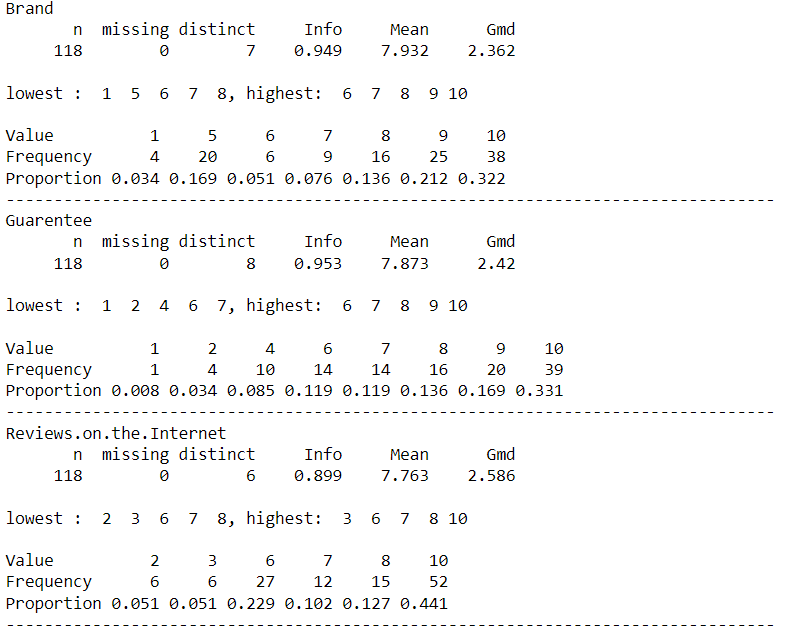 Brand
n missing distinct Info Mean Gmd
118 0 7 0.949 7.932 2.362
lowest : 1 5 6 7 8, highest: 6 7 8 9 10
Value 1 5 6 7 8 9 10
Frequency 4 20 6 9 16 25 38
Proportion 0.034 0.169 0.051 0.076 0.136 0.212 0.322
--------------------------------------------------------------------------------
Guarentee
n missing distinct Info Mean Gmd
118 0 8 0.953 7.873 2.42
lowest : 1 2 4 6 7, highest: 6 7 8 9 10
Value 1 2 4 6 7 8 9 10
Frequency 1 4 10 14 14 16 20 39
Proportion 0.008 0.034 0.085 0.119 0.119 0.136 0.169 0.331
--------------------------------------------------------------------------------
Reviews.on.the.Internet
n missing distinct Info Mean Gmd
118 0 6 0.899 7.763 2.586
lowest : 2 3 6 7 8, highest: 3 6 7 8 10
Value 2 3 6 7 8 10
Frequency 6 6 27 12 15 52
Proportion 0.051 0.051 0.229 0.102 0.127 0.441
--------------------------------------------------------------------------------